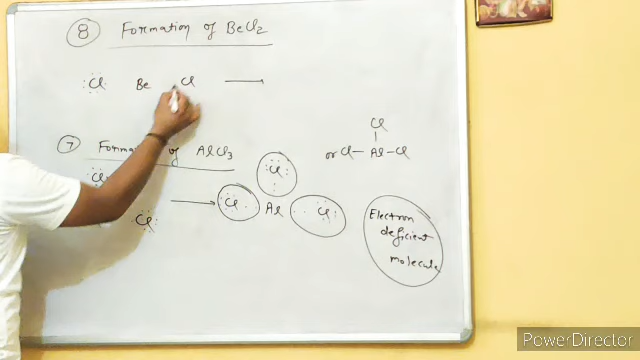 8 Formation of BeCl2
:Cl: Be Cl →
7 Formation of AlCl3
Cl
or Cl – Al – Cl
Cl
:Cl:
→ Cl Al Cl:
Cl:
Electron
deficient
molecule
PowerDirector